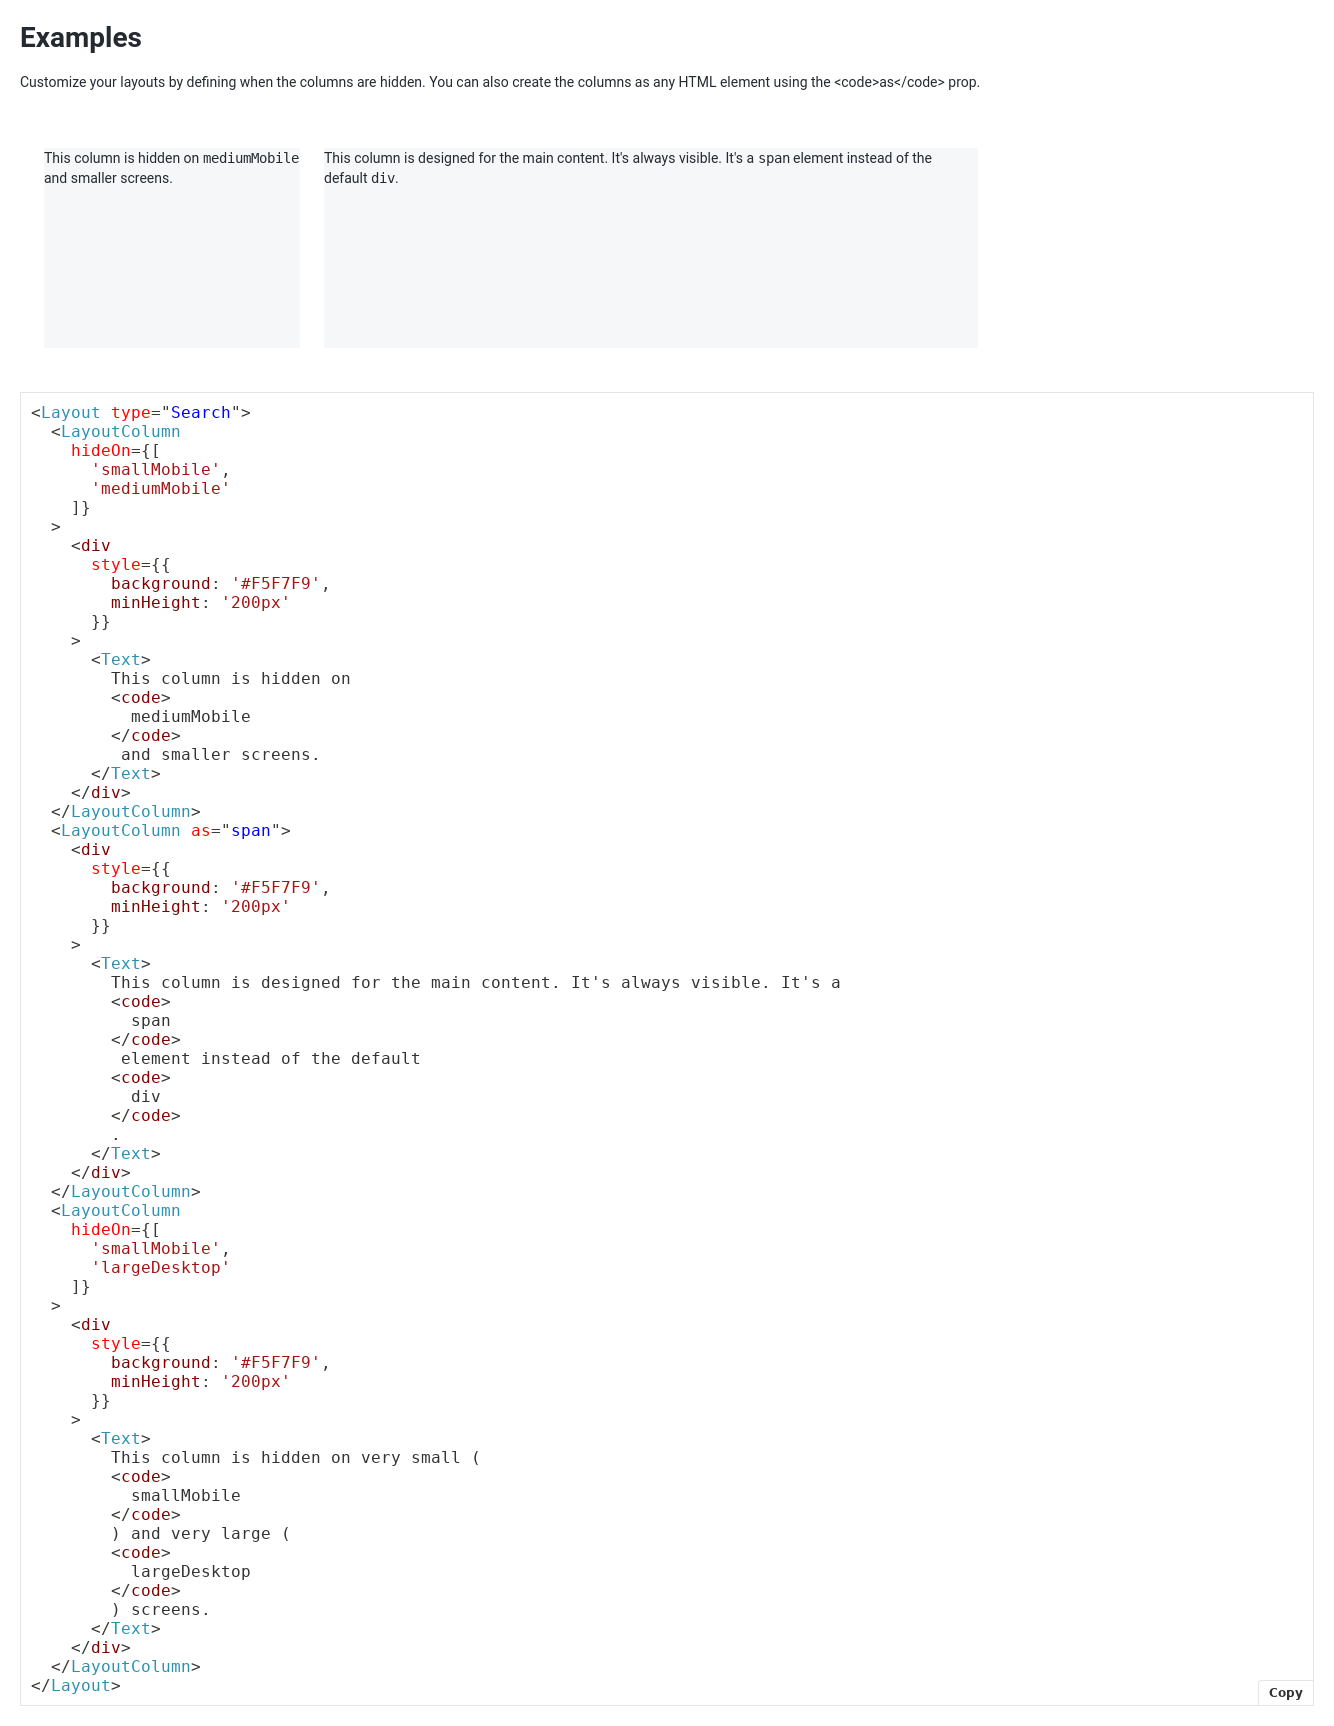 Examples
Customize your layouts by defining when the columns are hidden. You can also create the columns as any HTML element using the <code>as</code> prop.
This column is hidden on mediumMobile
and smaller screens.
This column is designed for the main content. It's always visible. It's a span element instead of the
default div.
<Layout type="Search">
  <LayoutColumn
    hideOn={[
      'smallMobile',
      'mediumMobile'
    ]}
  >
    <div
      style={{
        background: '#F5F7F9',
        minHeight: '200px'
      }}
    >
      <Text>
        This column is hidden on
        <code>
          mediumMobile
        </code>
         and smaller screens.
      </Text>
    </div>
  </LayoutColumn>
  <LayoutColumn as="span">
    <div
      style={{
        background: '#F5F7F9',
        minHeight: '200px'
      }}
    >
      <Text>
        This column is designed for the main content. It's always visible. It's a
        <code>
          span
        </code>
         element instead of the default
        <code>
          div
        </code>
        .
      </Text>
    </div>
  </LayoutColumn>
  <LayoutColumn
    hideOn={[
      'smallMobile',
      'largeDesktop'
    ]}
  >
    <div
      style={{
        background: '#F5F7F9',
        minHeight: '200px'
      }}
    >
      <Text>
        This column is hidden on very small (
        <code>
          smallMobile
        </code>
        ) and very large (
        <code>
          largeDesktop
        </code>
        ) screens.
      </Text>
    </div>
  </LayoutColumn>
</Layout>
Copy